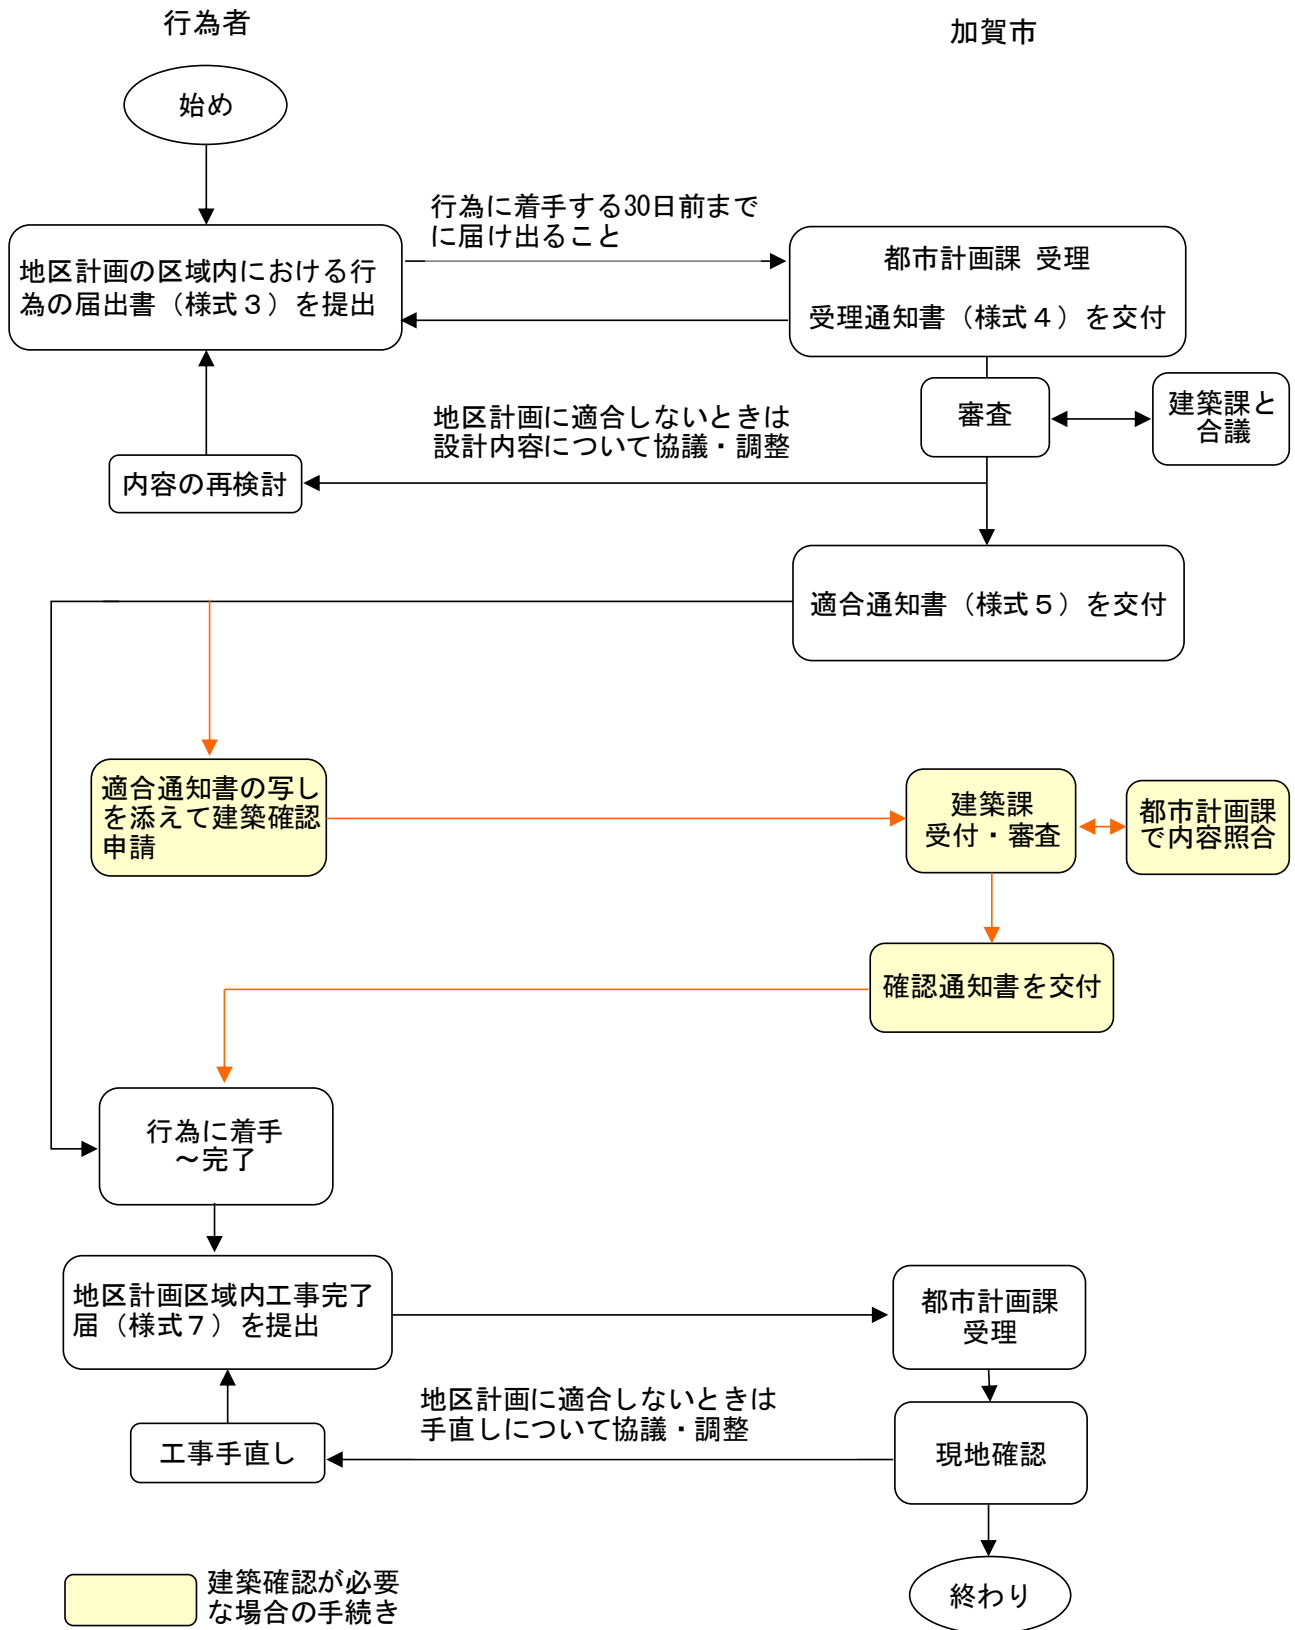 行為者
加賀市
始め
行為に着手する30日前まで
に届け出ること
地区計画の区域内における行
為の届出書（様式３）を提出
都市計画課 受理
受理通知書（様式４）を交付
審査
建築課と
合議
地区計画に適合しないときは
設計内容について協議・調整
内容の再検討
適合通知書（様式５）を交付
適合通知書の写し
を添えて建築確認
申請
建築課
受付・審査
都市計画課
で内容照合
確認通知書を交付
行為に着手
～完了
地区計画区域内工事完了
届（様式７）を提出
都市計画課
受理
地区計画に適合しないときは
手直しについて協議・調整
工事手直し
現地確認
建築確認が必要
な場合の手続き
終わり